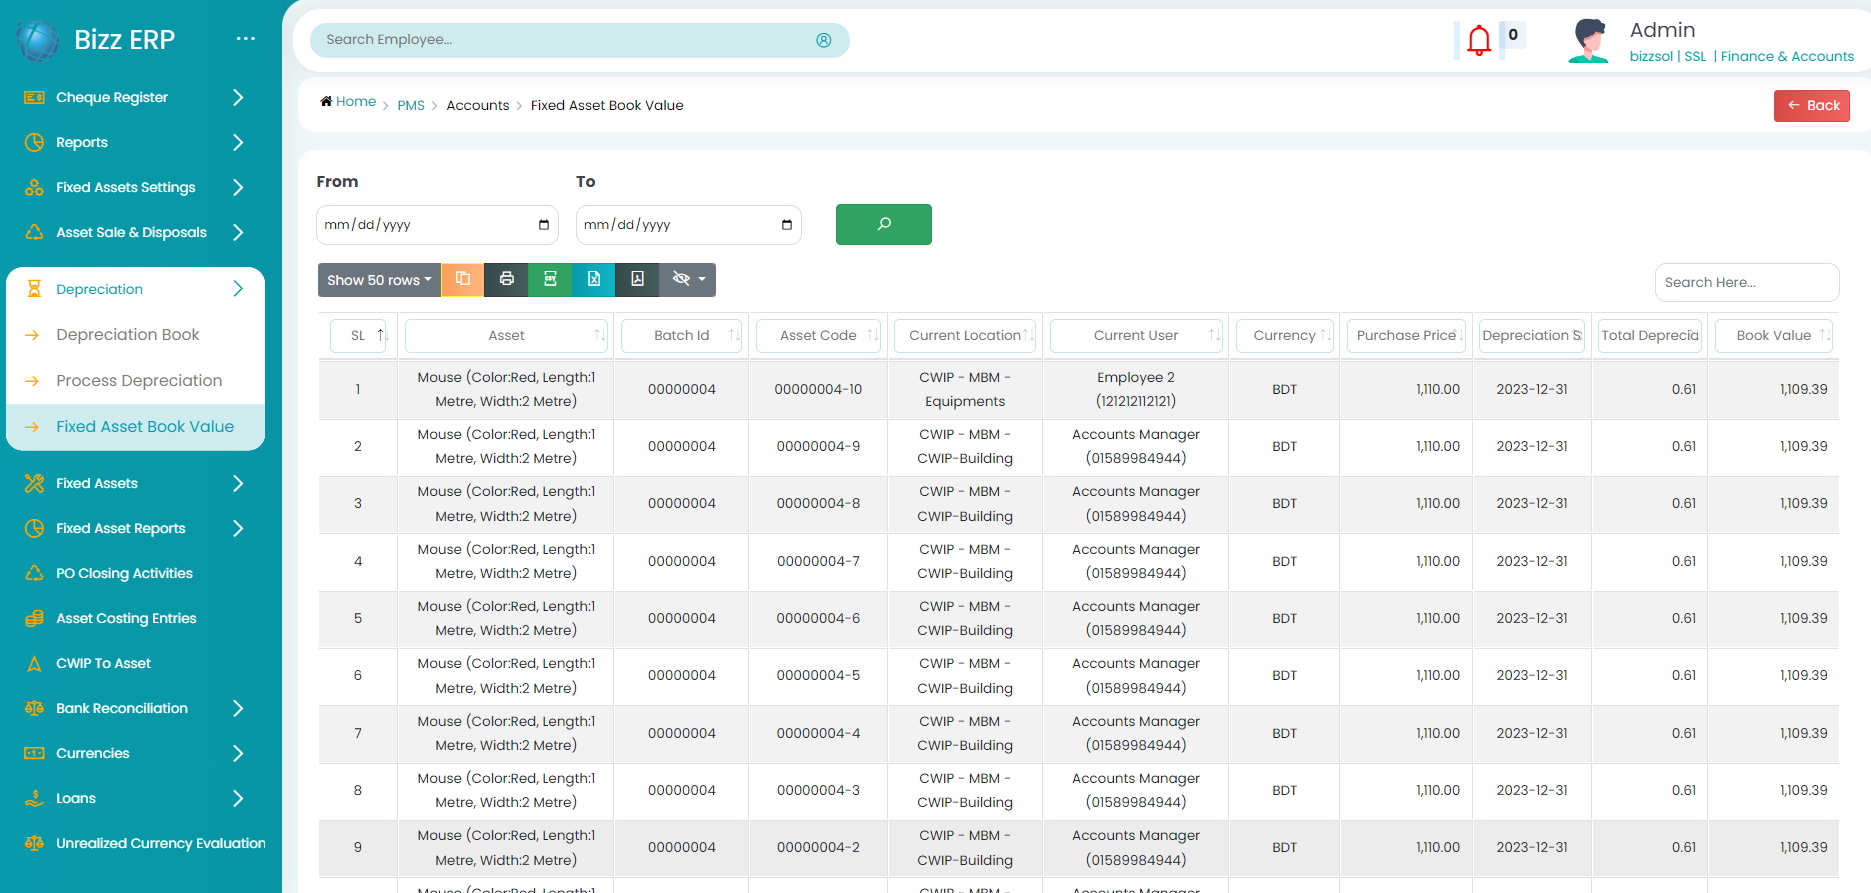 Bizz ERP
Cheque Register
Reports
Fixed Assets Settings
Asset Sale & Disposals
Depreciation
Depreciation Book
Process Depreciation
Fixed Asset Book Value
Fixed Assets
Fixed Asset Reports
PO Closing Activities
Asset Costing Entries
CWIP To Asset
Bank Reconciliation
Currencies
Loans
Unrealized Currency Evaluation
Search Employee...
0
Admin
bizzsol | SSL | Finance & Accounts
Home > PMS > Accounts > Fixed Asset Book Value
Back
From To
mm/dd/yyyy mm/dd/yyyy
Show 50 rows CSV
Search Here...
SL Asset Batch Id Asset Code Current Location Current User Currency Purchase Price Depreciation S Total Deprecia Book Value
1 Mouse (Color:Red, Length:1 Metre, Width:2 Metre) 00000004 00000004-10 CWIP - MBM - Equipments Employee 2 (121212112121) BDT 1,110.00 2023-12-31 0.61 1,109.39
2 Mouse (Color:Red, Length:1 Metre, Width:2 Metre) 00000004 00000004-9 CWIP - MBM - CWIP-Building Accounts Manager (01589984944) BDT 1,110.00 2023-12-31 0.61 1,109.39
3 Mouse (Color:Red, Length:1 Metre, Width:2 Metre) 00000004 00000004-8 CWIP - MBM - CWIP-Building Accounts Manager (01589984944) BDT 1,110.00 2023-12-31 0.61 1,109.39
4 Mouse (Color:Red, Length:1 Metre, Width:2 Metre) 00000004 00000004-7 CWIP - MBM - CWIP-Building Accounts Manager (01589984944) BDT 1,110.00 2023-12-31 0.61 1,109.39
5 Mouse (Color:Red, Length:1 Metre, Width:2 Metre) 00000004 00000004-6 CWIP - MBM - CWIP-Building Accounts Manager (01589984944) BDT 1,110.00 2023-12-31 0.61 1,109.39
6 Mouse (Color:Red, Length:1 Metre, Width:2 Metre) 00000004 00000004-5 CWIP - MBM - CWIP-Building Accounts Manager (01589984944) BDT 1,110.00 2023-12-31 0.61 1,109.39
7 Mouse (Color:Red, Length:1 Metre, Width:2 Metre) 00000004 00000004-4 CWIP - MBM - CWIP-Building Accounts Manager (01589984944) BDT 1,110.00 2023-12-31 0.61 1,109.39
8 Mouse (Color:Red, Length:1 Metre, Width:2 Metre) 00000004 00000004-3 CWIP - MBM - CWIP-Building Accounts Manager (01589984944) BDT 1,110.00 2023-12-31 0.61 1,109.39
9 Mouse (Color:Red, Length:1 Metre, Width:2 Metre) 00000004 00000004-2 CWIP - MBM - CWIP-Building Accounts Manager (01589984944) BDT 1,110.00 2023-12-31 0.61 1,109.39